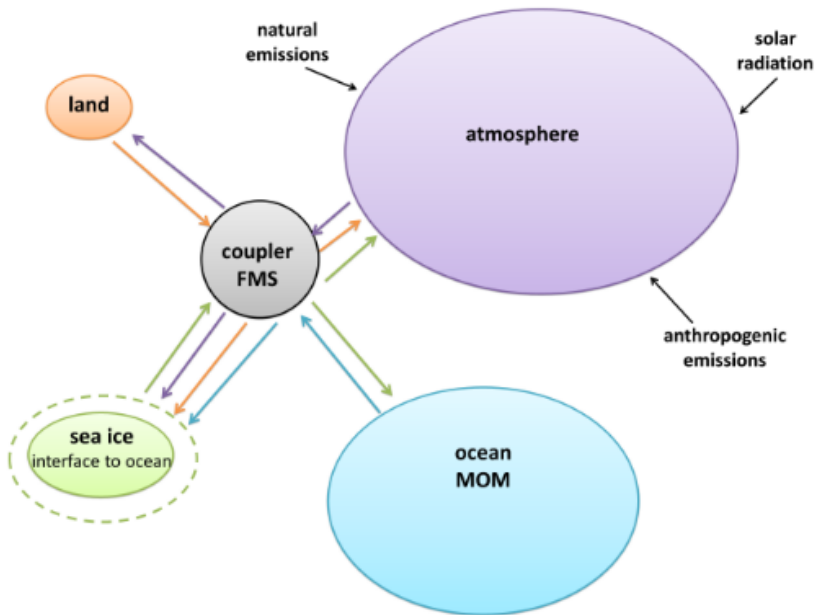 natural
emissions
solar
radiation
land
atmosphere
coupler
FMS
anthropogenic
emissions
sea ice
interface to ocean
ocean
MOM